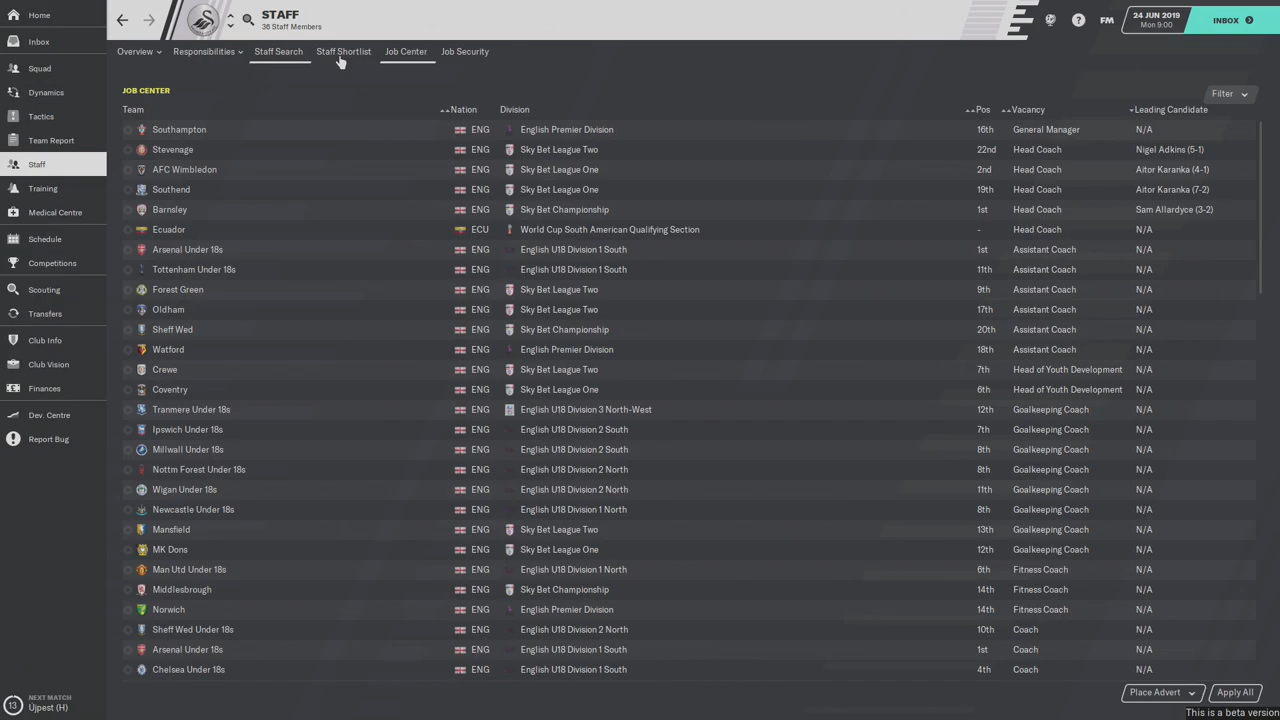 Home
Inbox
Squad
Dynamics
Tactics
Team Report
Staff
Training
Medical Centre
Schedule
Competitions
Scouting
Transfers
Club Info
Club Vision
Finances
Dev. Centre
Report Bug
13
NEXT MATCH
Újpest (H)
STAFF
36 Staff Members
?
FM
24 JUN 2019
Mon 9:00
INBOX
Overview Responsibilities Staff Search Staff Shortlist Job Center Job Security
JOB CENTER
Filter
Team Nation Division Pos Vacancy Leading Candidate
Southampton ENG English Premier Division 16th General Manager N/A
Stevenage ENG Sky Bet League Two 22nd Head Coach Nigel Adkins (5-1)
AFC Wimbledon ENG Sky Bet League One 2nd Head Coach Aitor Karanka (4-1)
Southend ENG Sky Bet League One 19th Head Coach Aitor Karanka (7-2)
Barnsley ENG Sky Bet Championship 1st Head Coach Sam Allardyce (3-2)
Ecuador ECU World Cup South American Qualifying Section - Head Coach N/A
Arsenal Under 18s ENG English U18 Division 1 South 1st Assistant Coach N/A
Tottenham Under 18s ENG English U18 Division 1 South 11th Assistant Coach N/A
Forest Green ENG Sky Bet League Two 9th Assistant Coach N/A
Oldham ENG Sky Bet League Two 17th Assistant Coach N/A
Sheff Wed ENG Sky Bet Championship 20th Assistant Coach N/A
Watford ENG English Premier Division 18th Assistant Coach N/A
Crewe ENG Sky Bet League Two 7th Head of Youth Development N/A
Coventry ENG Sky Bet League One 6th Head of Youth Development N/A
Tranmere Under 18s ENG English U18 Division 3 North-West 12th Goalkeeping Coach N/A
Ipswich Under 18s ENG English U18 Division 2 South 7th Goalkeeping Coach N/A
Millwall Under 18s ENG English U18 Division 2 South 8th Goalkeeping Coach N/A
Nottm Forest Under 18s ENG English U18 Division 2 North 8th Goalkeeping Coach N/A
Wigan Under 18s ENG English U18 Division 2 North 11th Goalkeeping Coach N/A
Newcastle Under 18s ENG English U18 Division 1 North 8th Goalkeeping Coach N/A
Mansfield ENG Sky Bet League Two 13th Goalkeeping Coach N/A
MK Dons ENG Sky Bet League One 12th Goalkeeping Coach N/A
Man Utd Under 18s ENG English U18 Division 1 North 6th Fitness Coach N/A
Middlesbrough ENG Sky Bet Championship 14th Fitness Coach N/A
Norwich ENG English Premier Division 14th Fitness Coach N/A
Sheff Wed Under 18s ENG English U18 Division 2 North 10th Coach N/A
Arsenal Under 18s ENG English U18 Division 1 South 1st Coach N/A
Chelsea Under 18s ENG English U18 Division 1 South 4th Coach N/A
Place Advert Apply All
This is a beta version